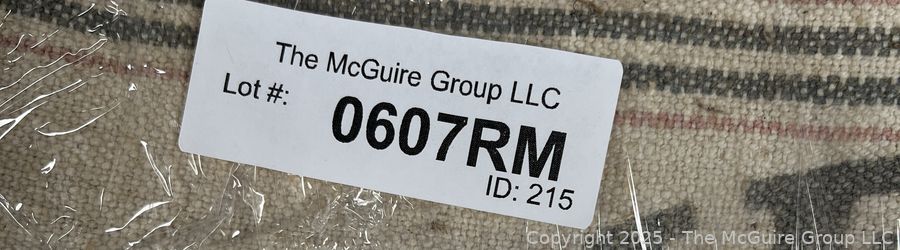 The McGuire Group LLC
Lot #:
0607RM
ID: 215
Copyright 2025 - The McGuire Group LLC